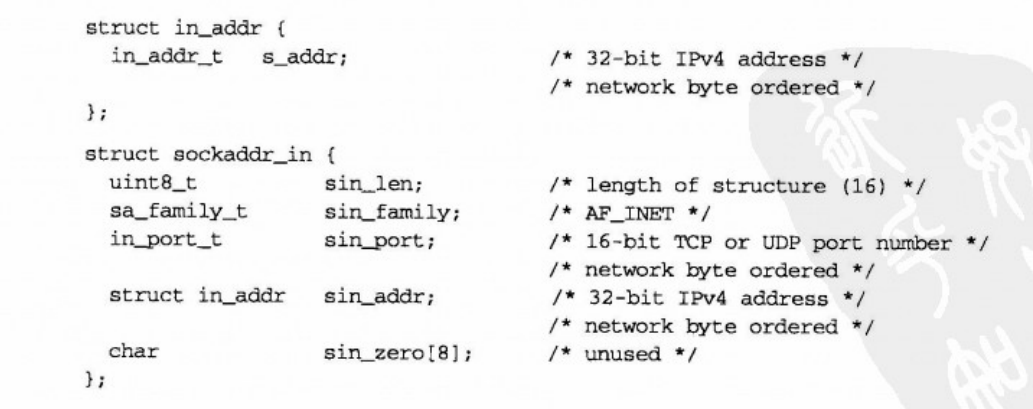 struct in_addr {
  in_addr_t   s_addr;                  /* 32-bit IPv4 address */
                                       /* network byte ordered */
};
struct sockaddr_in {
  uint8_t           sin_len;           /* length of structure (16) */
  sa_family_t       sin_family;        /* AF_INET */
  in_port_t         sin_port;          /* 16-bit TCP or UDP port number */
                                       /* network byte ordered */
  struct in_addr    sin_addr;          /* 32-bit IPv4 address */
                                       /* network byte ordered */
  char              sin_zero[8];       /* unused */
};